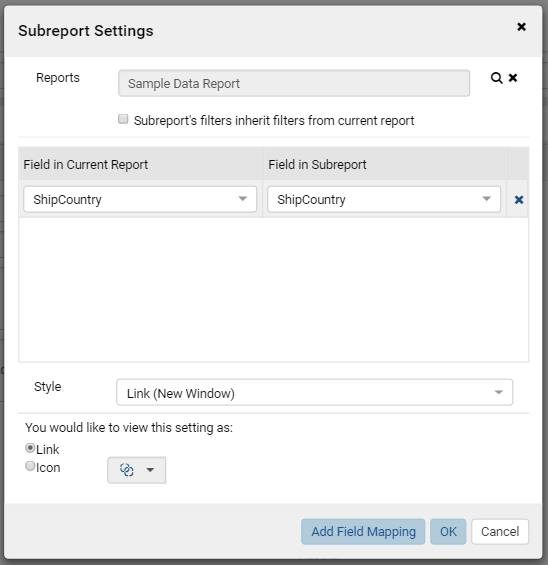 Subreport Settings
Reports
Sample Data Report
Subreport's filters inherit filters from current report
Field in Current Report
Field in Subreport
ShipCountry
ShipCountry
Style
Link (New Window)
You would like to view this setting as:
Link
Icon
Add Field Mapping
OK
Cancel